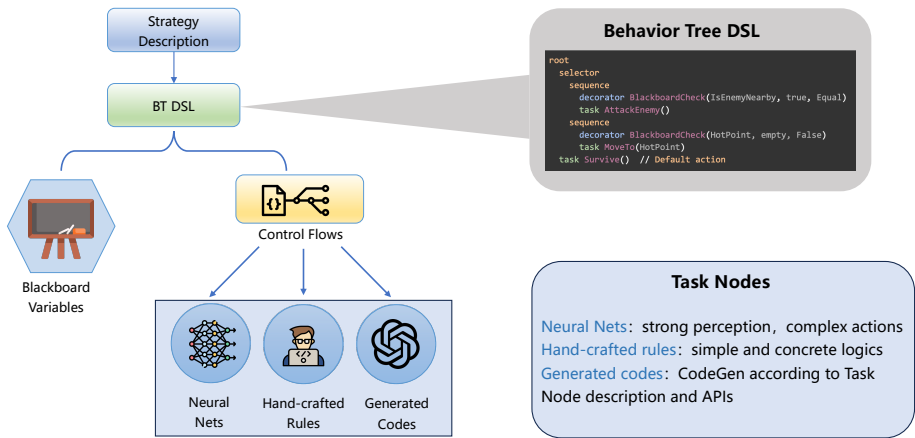 Strategy
Description
BT DSL
Blackboard
Variables
{}
Control Flows
Neural
Nets
Hand-crafted
Rules
Generated
Codes
Behavior Tree DSL
root
selector
sequence
decorator BlackboardCheck(IsEnemyNearby, true, Equal)
task AttackEnemy()
sequence
decorator BlackboardCheck(HotPoint, empty, False)
task MoveTo(HotPoint)
task Survive() // Default action
Task Nodes
Neural Nets：strong perception，complex actions
Hand-crafted rules：simple and concrete logics
Generated codes：CodeGen according to Task
Node description and APIs